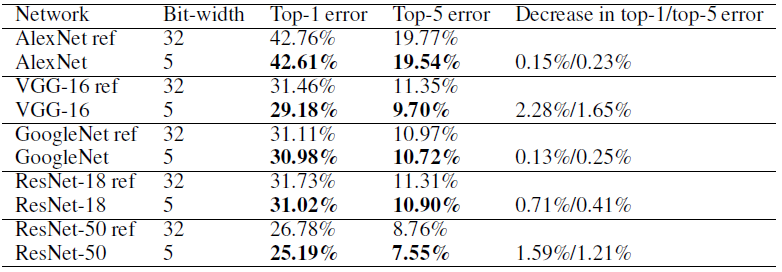 Network Bit-width Top-1 error Top-5 error Decrease in top-1/top-5 error
AlexNet ref 32 42.76% 19.77%
AlexNet 5 42.61% 19.54% 0.15%/0.23%
VGG-16 ref 32 31.46% 11.35%
VGG-16 5 29.18% 9.70% 2.28%/1.65%
GoogleNet ref 32 31.11% 10.97%
GoogleNet 5 30.98% 10.72% 0.13%/0.25%
ResNet-18 ref 32 31.73% 11.31%
ResNet-18 5 31.02% 10.90% 0.71%/0.41%
ResNet-50 ref 32 26.78% 8.76%
ResNet-50 5 25.19% 7.55% 1.59%/1.21%